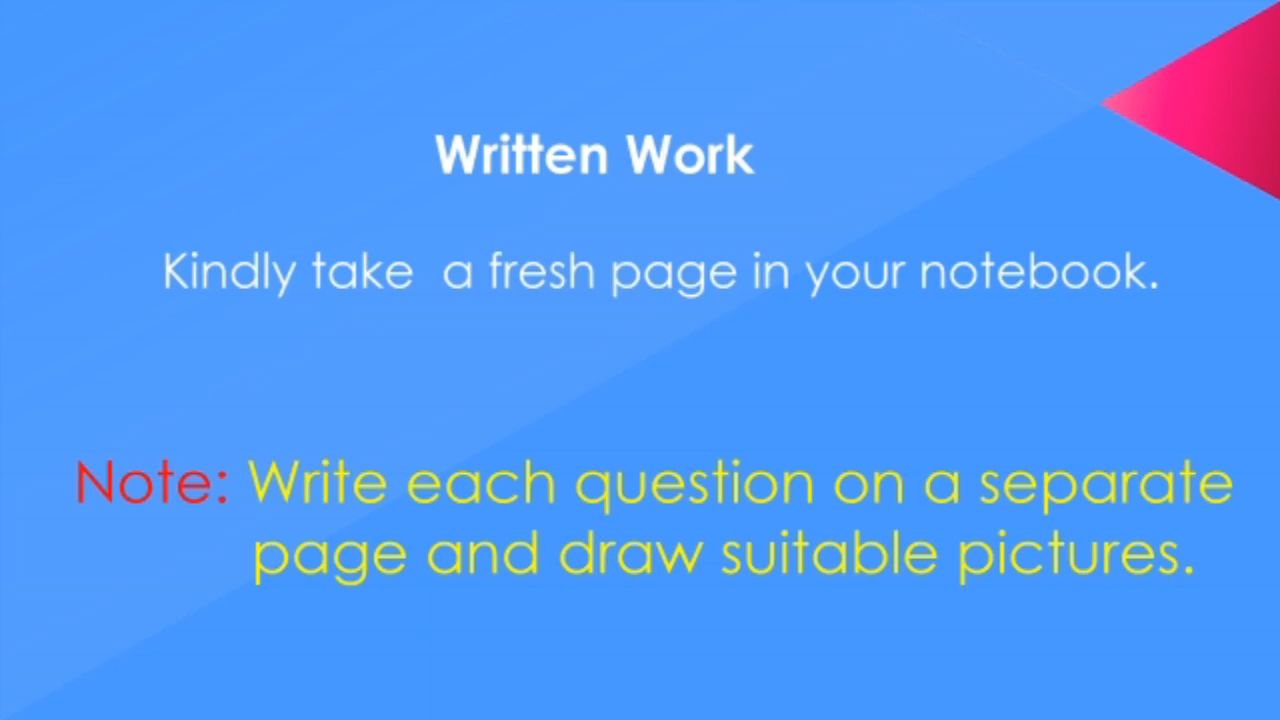 Written Work
Kindly take a fresh page in your notebook.
Note: Write each question on a separate
page and draw suitable pictures.